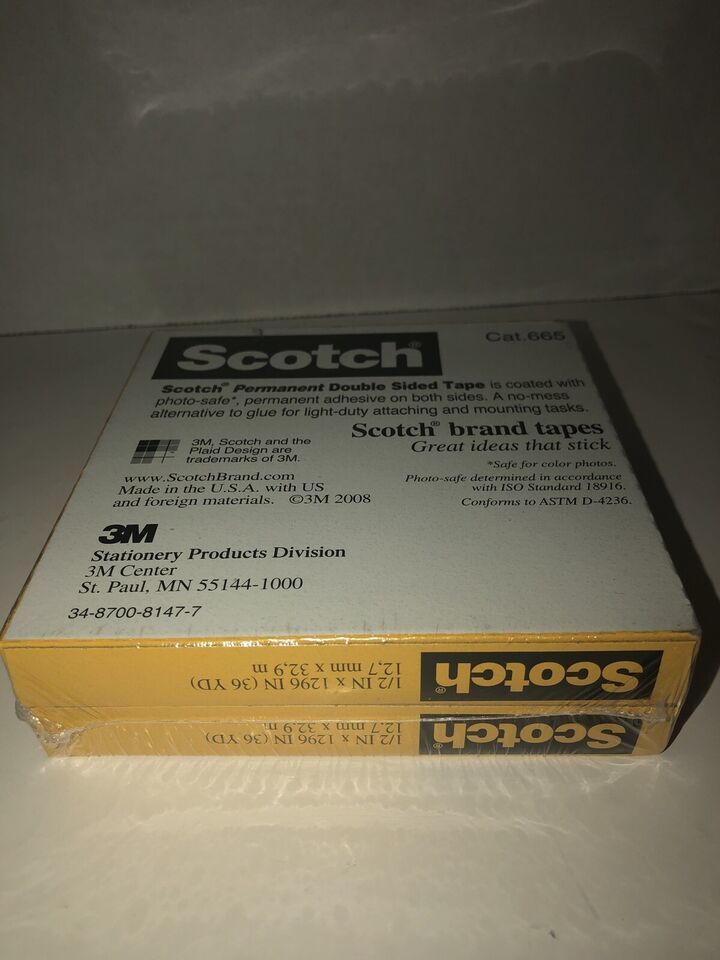 Scotch®
Cat.665
Scotch® Permanent Double Sided Tape is coated with
photo-safe*, permanent adhesive on both sides. A no-mess
alternative to glue for light-duty attaching and mounting tasks.
Scotch® brand tapes
Great ideas that stick
3M, Scotch and the
Plaid Design are
trademarks of 3M.
*Safe for color photos.
Photo-safe determined in accordance
with ISO Standard 18916.
Conforms to ASTM D-4236.
www.ScotchBrand.com
Made in the U.S.A. with US
and foreign materials. ©3M 2008
3M
Stationery Products Division
3M Center
St. Paul, MN 55144-1000
34-8700-8147-7
Scotch®
1/2 IN x 1296 IN (36 YD)
12,7 mm x 32,9 m
Scotch®
1/2 IN x 1296 IN (36 YD)
12,7 mm x 32,9 m